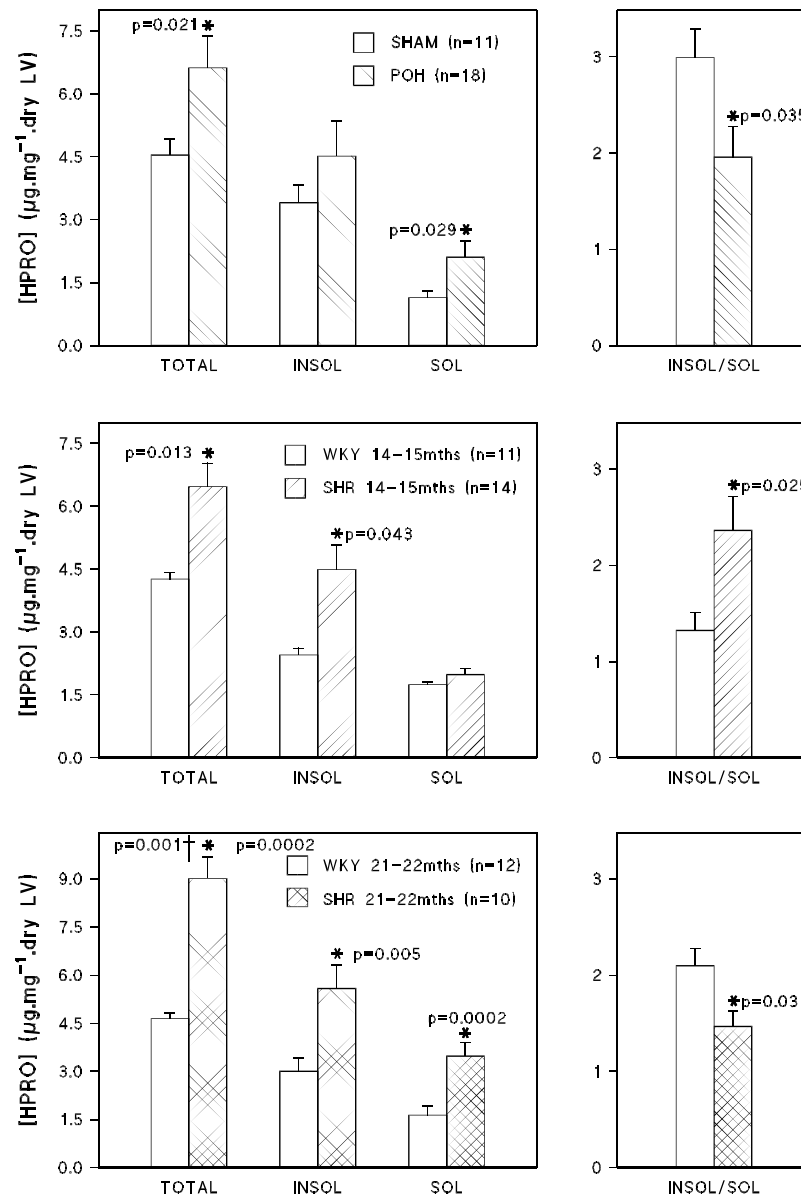 p=0.021 *
SHAM (n=11)
POH (n=18)
[HPRO] (µg.mg⁻¹.dry LV)
7.5
6.0
4.5
3.0
1.5
0.0
p=0.029 *
TOTAL INSOL SOL
3
2
1
0
*p=0.035
INSOL/SOL
p=0.013 *
WKY 14-15mths (n=11)
SHR 14-15mths (n=14)
[HPRO] (µg.mg⁻¹.dry LV)
7.5
6.0
4.5
3.0
1.5
0.0
*p=0.043
TOTAL INSOL SOL
3
2
1
0
*p=0.025
INSOL/SOL
p=0.001† * p=0.0002
WKY 21-22mths (n=12)
SHR 21-22mths (n=10)
[HPRO] (µg.mg⁻¹.dry LV)
9.0
7.5
6.0
4.5
3.0
1.5
0.0
* p=0.005
p=0.0002
*
TOTAL INSOL SOL
3
2
1
0
*p=0.03
INSOL/SOL